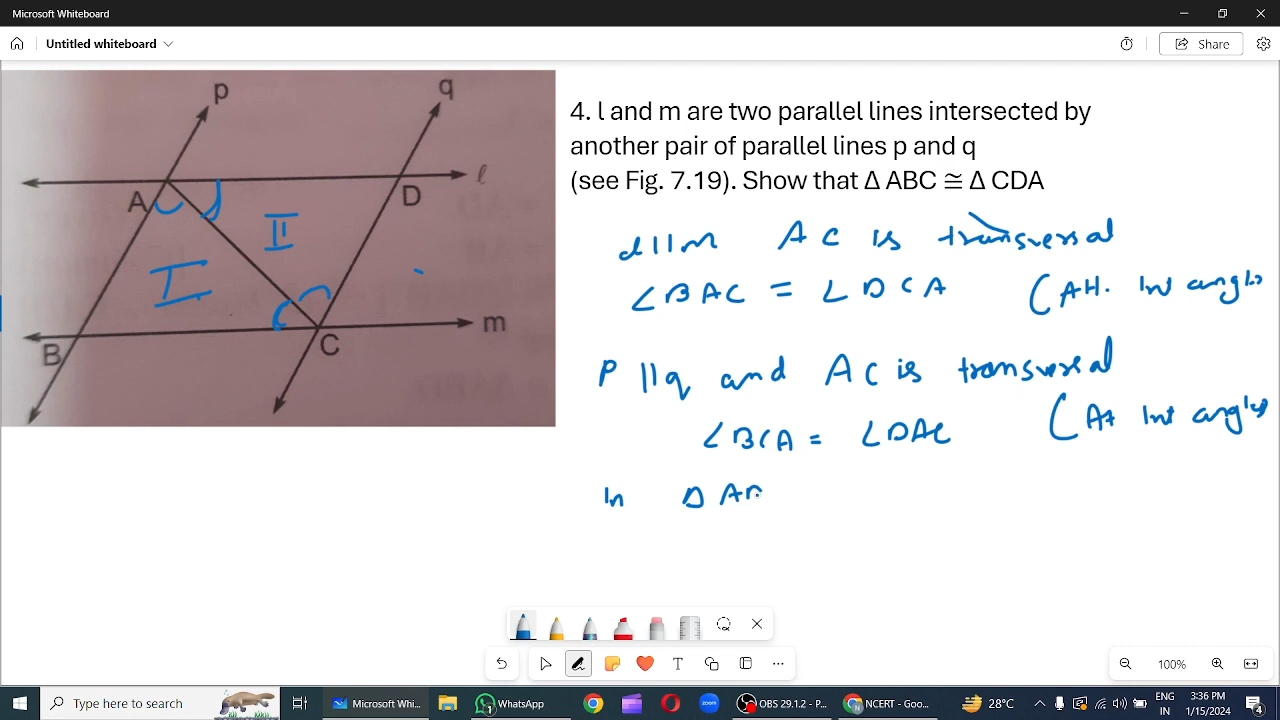 Microsoft Whiteboard
Untitled whiteboard
Share
p
q
A
D
l
II
I
B
C
m
4. l and m are two parallel lines intersected by
another pair of parallel lines p and q
(see Fig. 7.19). Show that Δ ABC ≅ Δ CDA
l || m AC is transversal
∠BAC = ∠DCA (Alt. Int angles
P || q and AC is transversal
∠BCA = ∠DAC (Alt Int angles
In Δ AB
100%
Type here to search
Microsoft Whi...
WhatsApp
zoom
OBS 29.1.2 - P...
NCERT - Goo...
28°C
ENG
IN
3:36 PM
1/15/2024